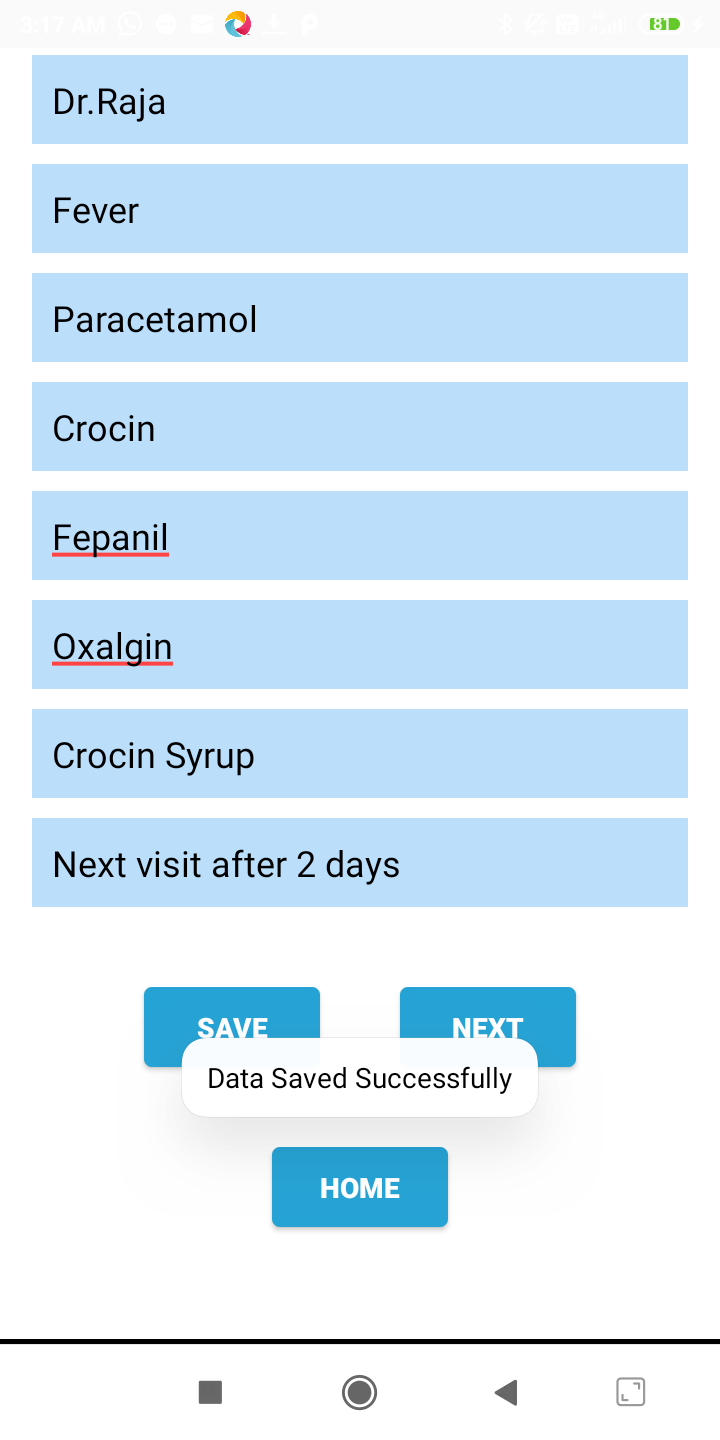 3:17 AM
81
Dr.Raja
Fever
Paracetamol
Crocin
Fepanil
Oxalgin
Crocin Syrup
Next visit after 2 days
SAVE NEXT
Data Saved Successfully
HOME